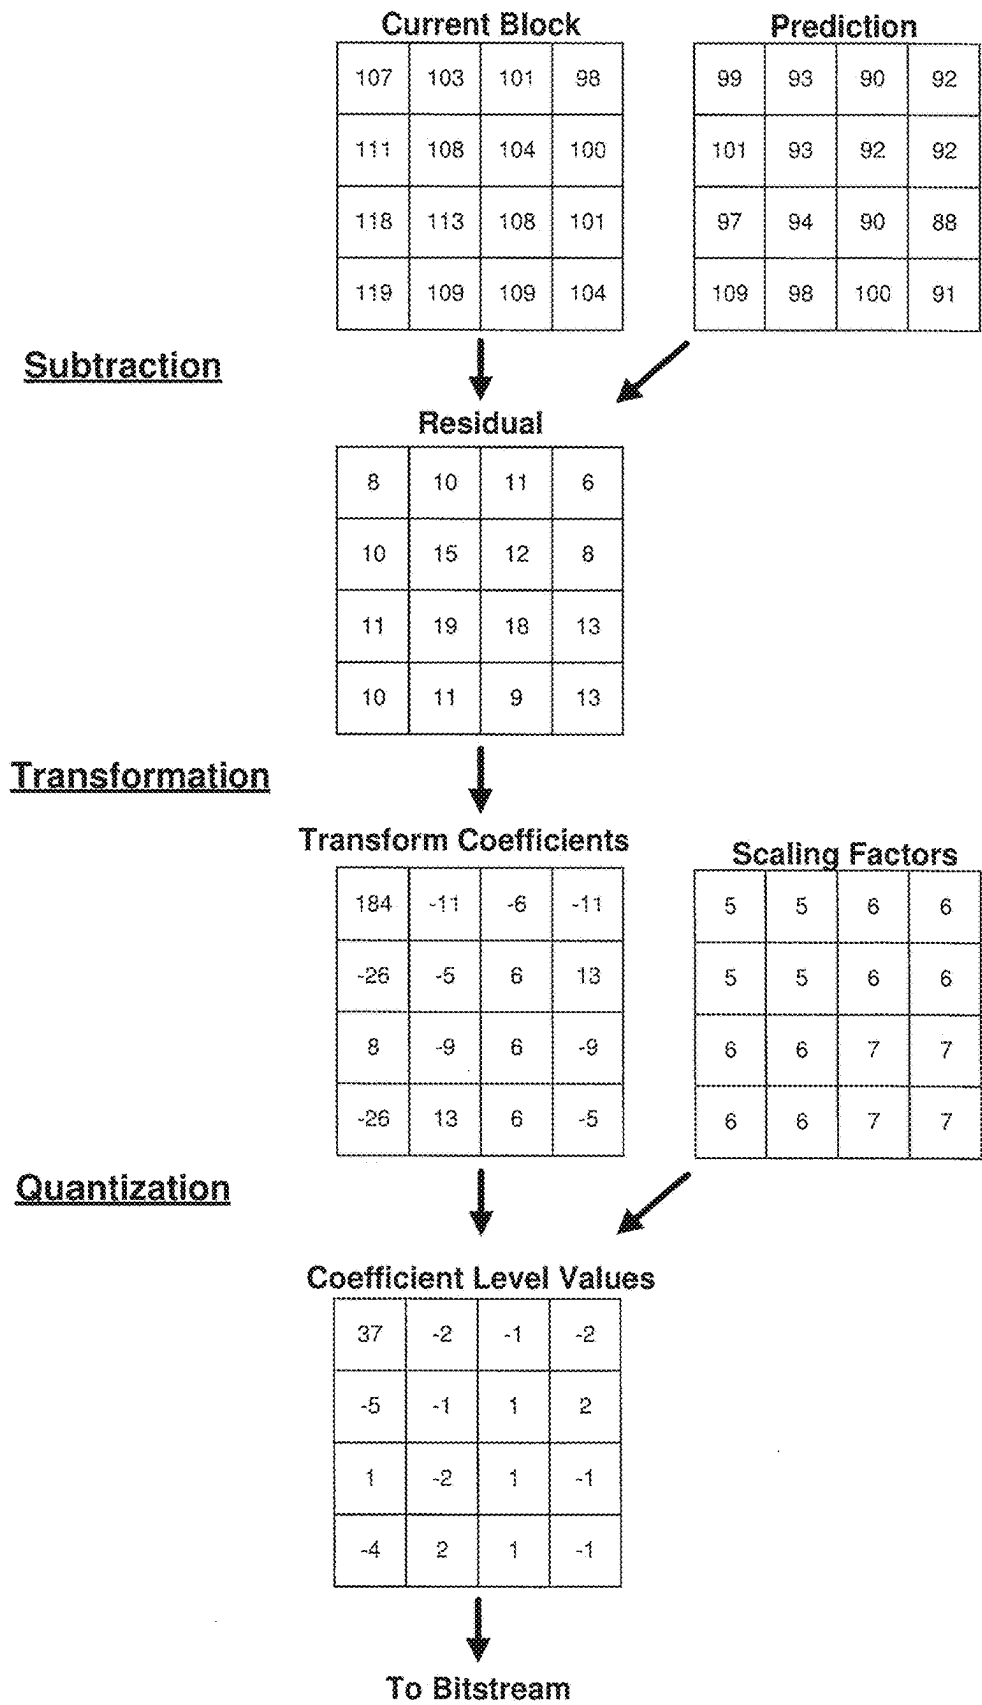 Current Block Prediction
107 103 101 98 99 93 90 92
111 108 104 100 101 93 92 92
118 113 108 101 97 94 90 88
119 109 109 104 109 98 100 91
Subtraction
Residual
8 10 11 6
10 15 12 8
11 19 18 13
10 11 9 13
Transformation
Transform Coefficients Scaling Factors
184 -11 -6 -11 5 5 6 6
-26 -5 6 13 5 5 6 6
8 -9 6 -9 6 6 7 7
-26 13 6 -5 6 6 7 7
Quantization
Coefficient Level Values
37 -2 -1 -2
-5 -1 1 2
1 -2 1 -1
-4 2 1 -1
To Bitstream